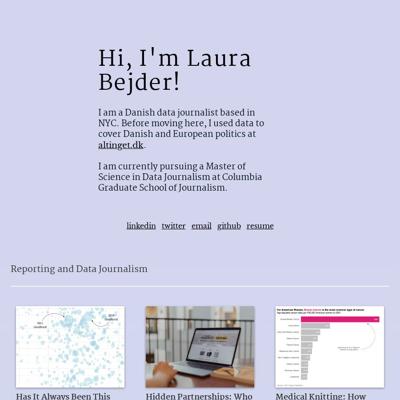 Hi, I'm Laura
Bejder!
I am a Danish data journalist based in
NYC. Before moving here, I used data to
cover Danish and European politics at
altinget.dk.
I am currently pursuing a Master of
Science in Data Journalism at Columbia
Graduate School of Journalism.
linkedin twitter email github resume
Reporting and Data Journalism
Has It Always Been This
Hidden Partnerships: Who
Medical Knitting: How